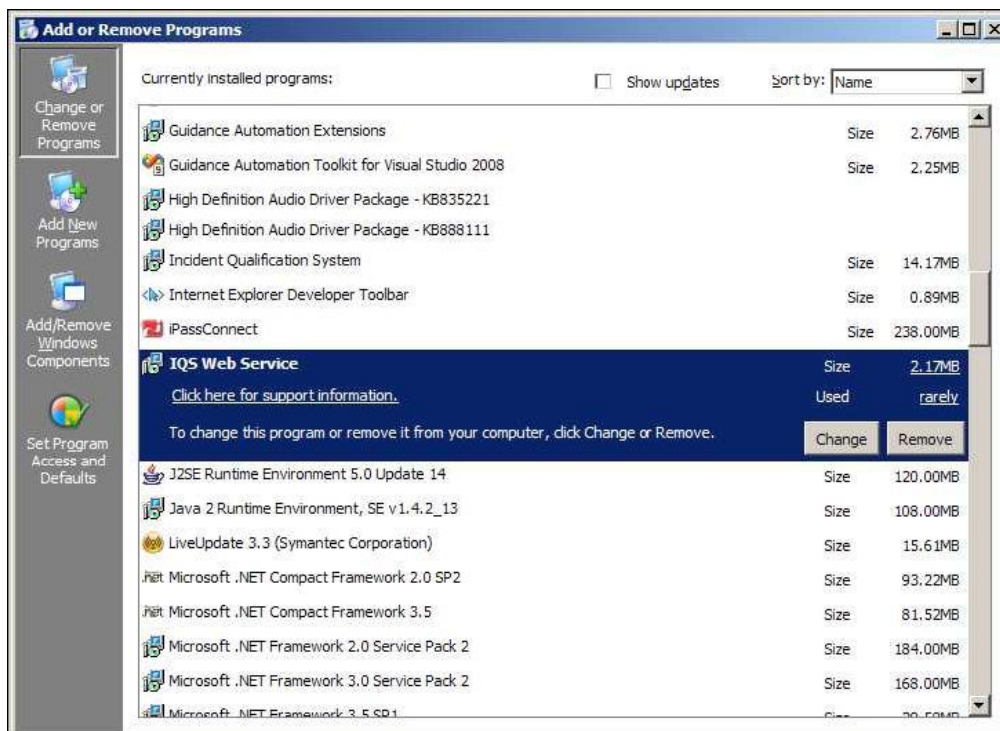 Add or Remove Programs
Change or
Remove
Programs
Add New
Programs
Add/Remove
Windows
Components
Set Program
Access and
Defaults
Currently installed programs:
Show updates
Sort by: Name
Guidance Automation Extensions Size 2.76MB
Guidance Automation Toolkit for Visual Studio 2008 Size 2.25MB
High Definition Audio Driver Package - KB835221
High Definition Audio Driver Package - KB888111
Incident Qualification System Size 14.17MB
Internet Explorer Developer Toolbar Size 0.89MB
iPassConnect Size 238.00MB
IQS Web Service Size 2.17MB
Click here for support information. Used rarely
To change this program or remove it from your computer, click Change or Remove. Change Remove
J2SE Runtime Environment 5.0 Update 14 Size 120.00MB
Java 2 Runtime Environment, SE v1.4.2_13 Size 108.00MB
LiveUpdate 3.3 (Symantec Corporation) Size 15.61MB
.net Microsoft .NET Compact Framework 2.0 SP2 Size 93.22MB
.net Microsoft .NET Compact Framework 3.5 Size 81.52MB
Microsoft .NET Framework 2.0 Service Pack 2 Size 184.00MB
Microsoft .NET Framework 3.0 Service Pack 2 Size 168.00MB
Microsoft .NET Framework 3.5 SP1 Size